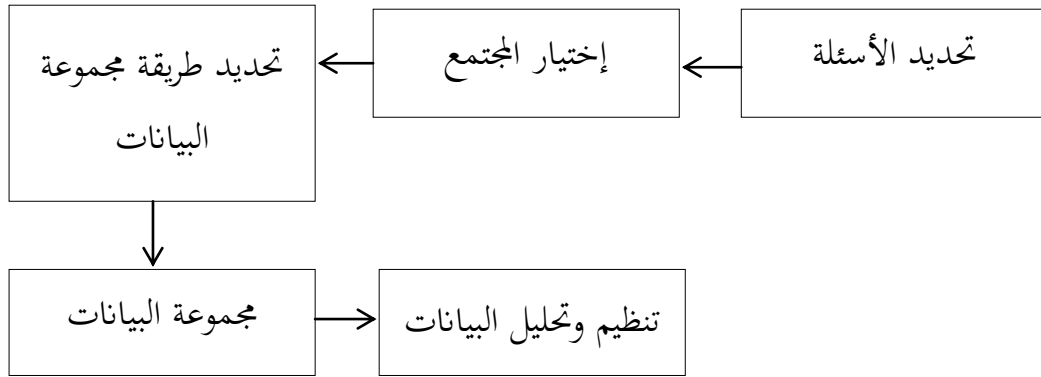 تحديد الأسئلة
إختيار المجتمع
تحديد طريقة مجموعة
البيانات
مجموعة البيانات
تنظيم وتحليل البيانات